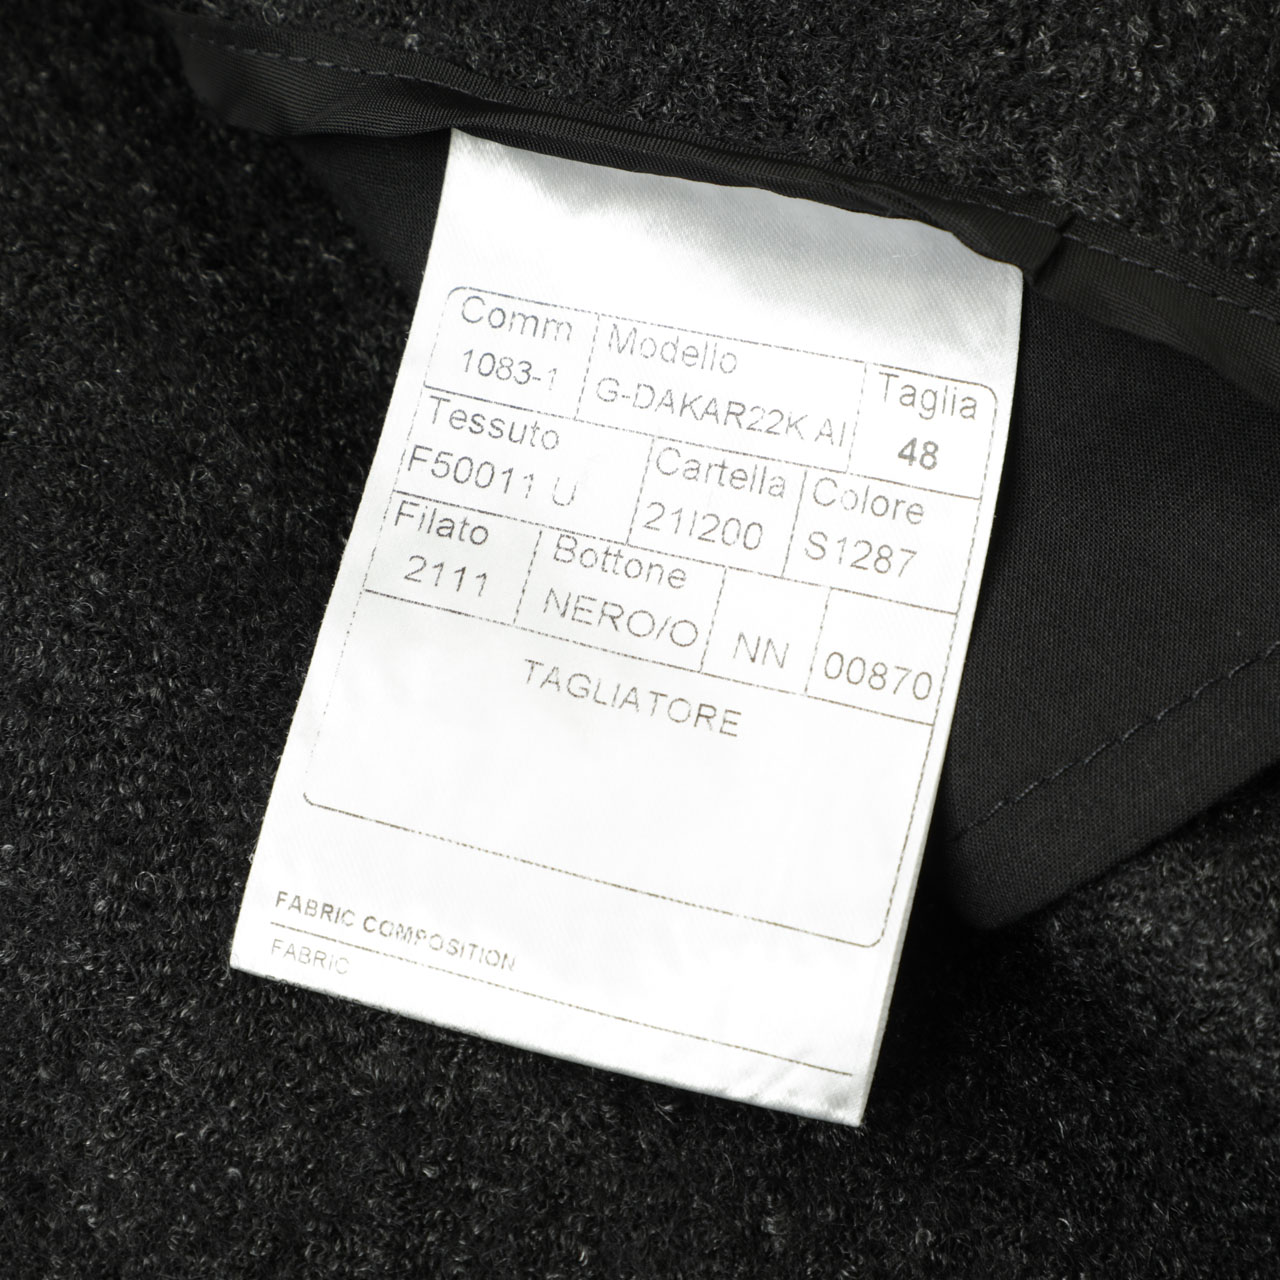 Comm Modello Taglia
1083-1 G-DAKAR22K AI 48
Tessuto Cartella Colore
F50011 U 21I200 S1287
Filato Bottone
2111 NERO/O NN 00870
TAGLIATORE
FABRIC COMPOSITION
FABRIC